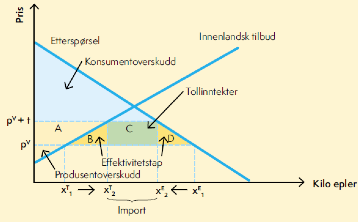 Pris
Etterspørsel
Innenlandsk tilbud
Konsumentoverskudd
Tollinntekter
pᵛ + t
A
C
B
D
pᵛ
Effektivitetstap
Produsentoverskudd
Kilo epler
xᵀ₁
xᵀ₂
xᴱ₂
xᴱ₁
Import